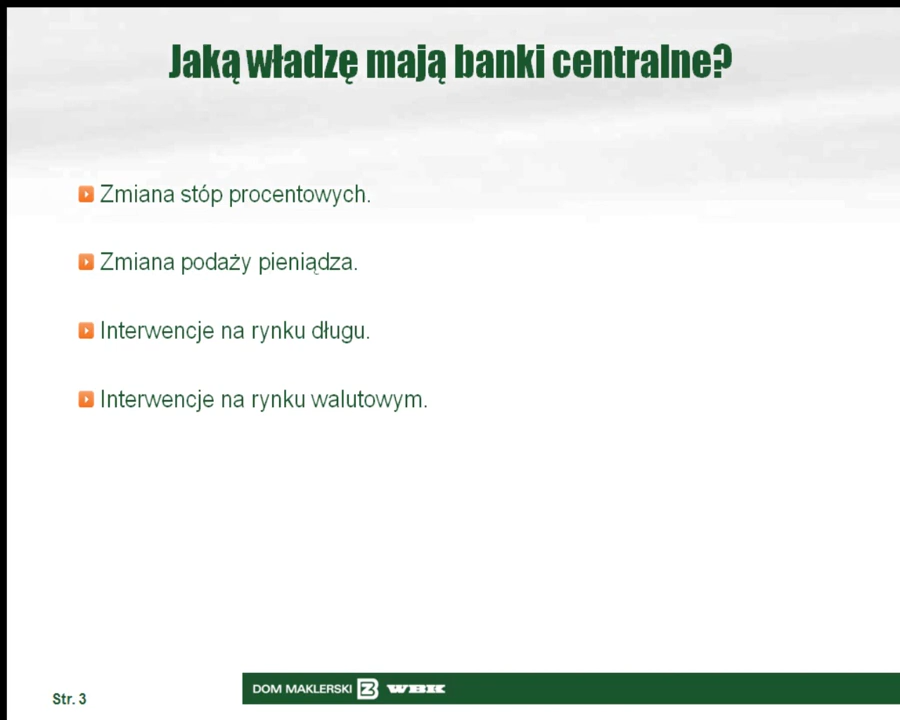 Jaką władzę mają banki centralne?
Zmiana stóp procentowych.
Zmiana podaży pieniądza.
Interwencje na rynku długu.
Interwencje na rynku walutowym.
Str. 3
DOM MAKLERSKI Z WBK